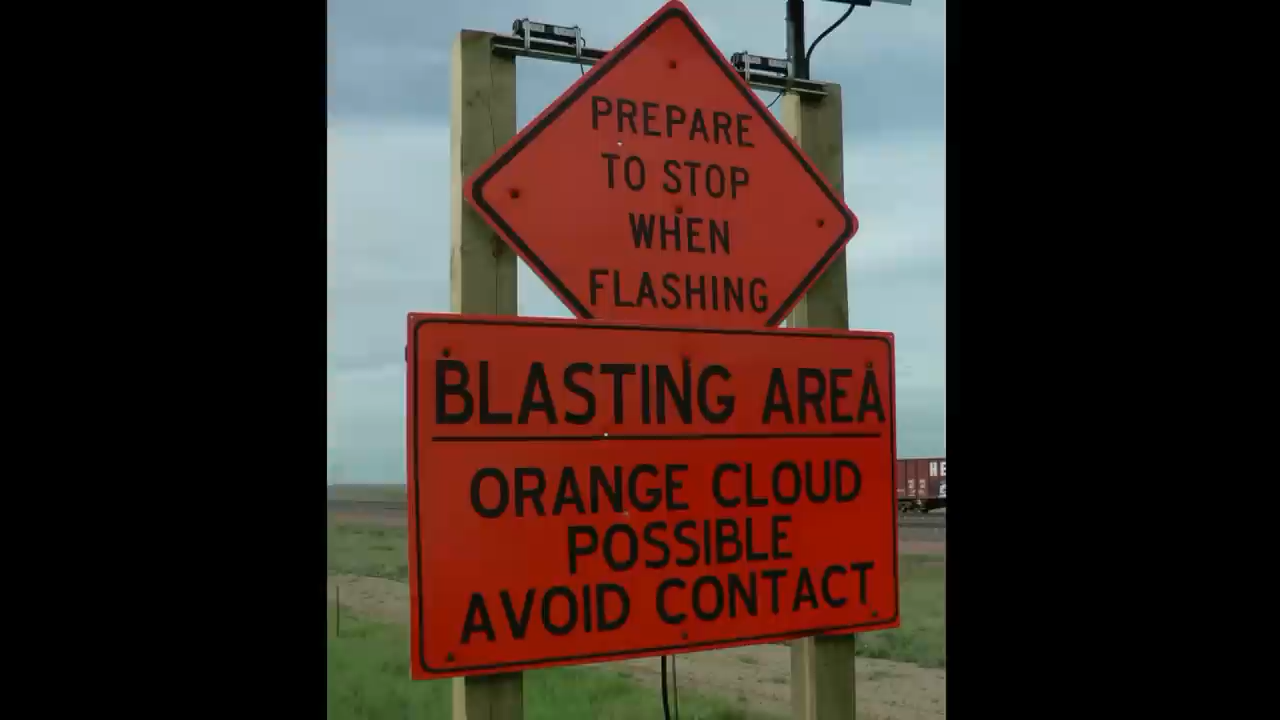 PREPARE
TO STOP
WHEN
FLASHING
BLASTING AREA
ORANGE CLOUD
POSSIBLE
AVOID CONTACT